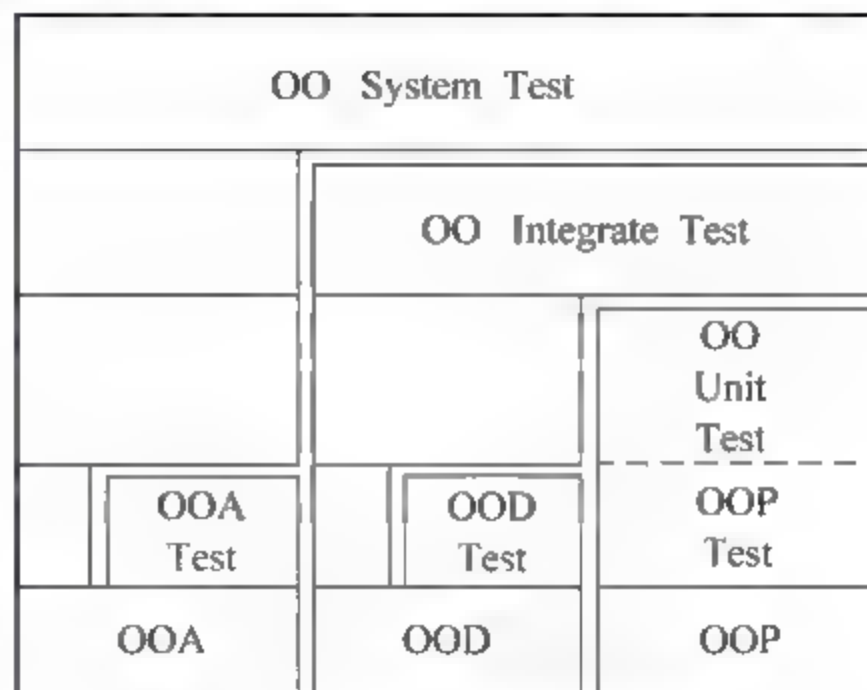 OO System Test
OO Integrate Test
OO
Unit
Test
OOA
Test
OOD
Test
OOP
Test
OOA
OOD
OOP